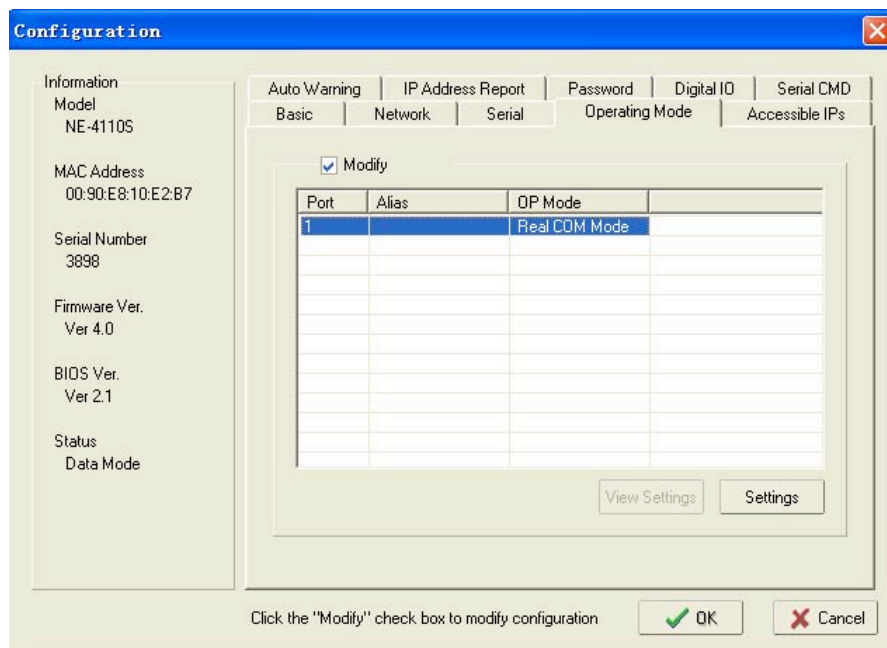 Configuration
Information
Model
NE-4110S
MAC Address
00:90:E8:10:E2:B7
Serial Number
3898
Firmware Ver.
Ver 4.0
BIOS Ver.
Ver 2.1
Status
Data Mode
Auto Warning IP Address Report Password Digital IO Serial CMD
Basic Network Serial Operating Mode Accessible IPs
Modify
Port Alias OP Mode
1 Real COM Mode
View Settings Settings
Click the "Modify" check box to modify configuration OK Cancel